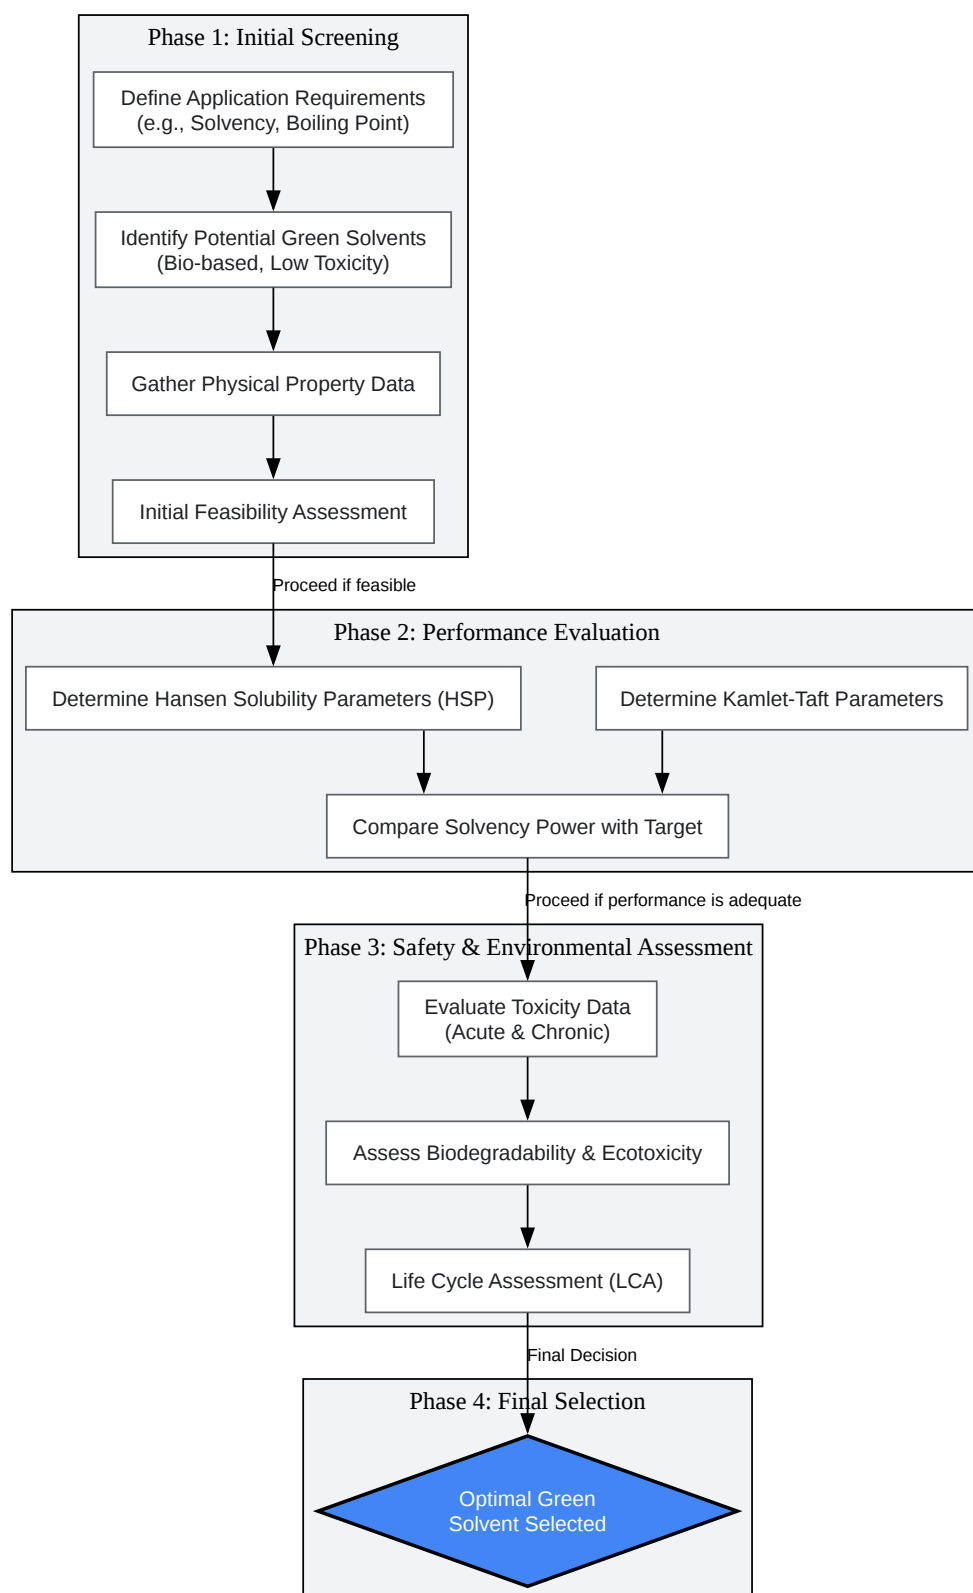 Phase 1: Initial Screening
Define Application Requirements
(e.g., Solvency, Boiling Point)
Identify Potential Green Solvents
(Bio-based, Low Toxicity)
Gather Physical Property Data
Initial Feasibility Assessment
Proceed if feasible
Phase 2: Performance Evaluation
Determine Hansen Solubility Parameters (HSP)
Determine Kamlet-Taft Parameters
Compare Solvency Power with Target
Proceed if performance is adequate
Phase 3: Safety & Environmental Assessment
Evaluate Toxicity Data
(Acute & Chronic)
Assess Biodegradability & Ecotoxicity
Life Cycle Assessment (LCA)
Final Decision
Phase 4: Final Selection
Optimal Green
Solvent Selected